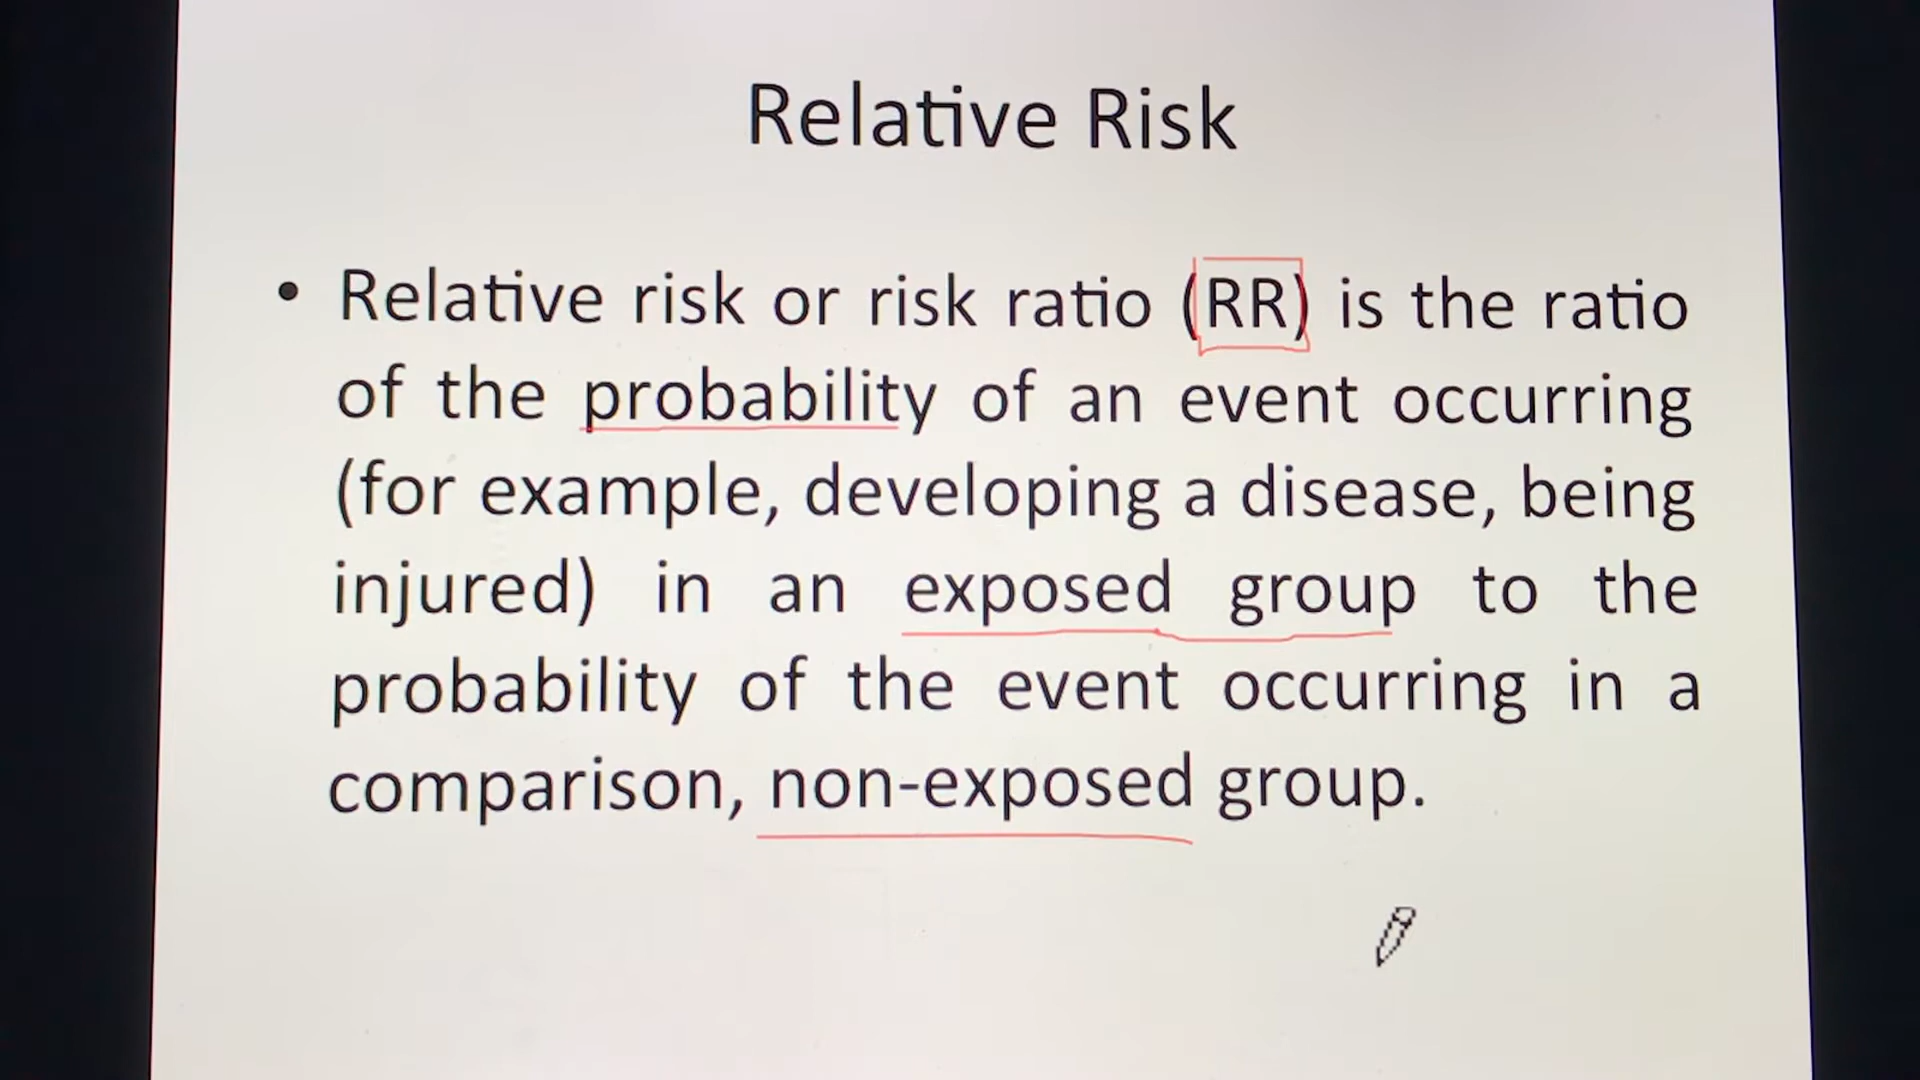 Relative Risk
• Relative risk or risk ratio (RR) is the ratio
of the probability of an event occurring
(for example, developing a disease, being
injured) in an exposed group to the
probability of the event occurring in a
comparison, non-exposed group.